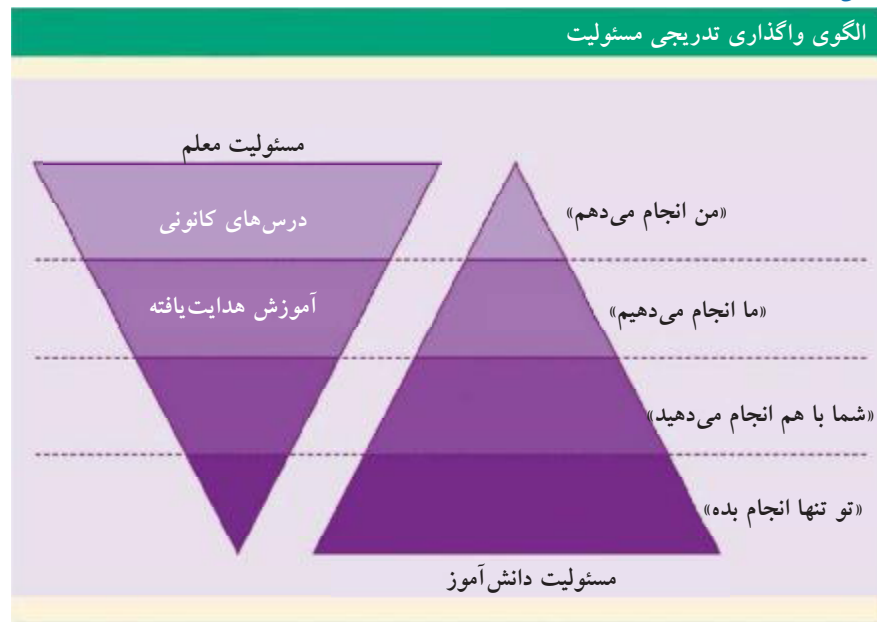 الگوی واگذاری تدریجی مسئولیت
مسئولیت معلم
درس‌های کانونی
«من انجام می‌دهم»
آموزش هدایت‌یافته
«ما انجام می‌دهیم»
«شما با هم انجام می‌دهید»
«تو تنها انجام بده»
مسئولیت دانش‌آموز